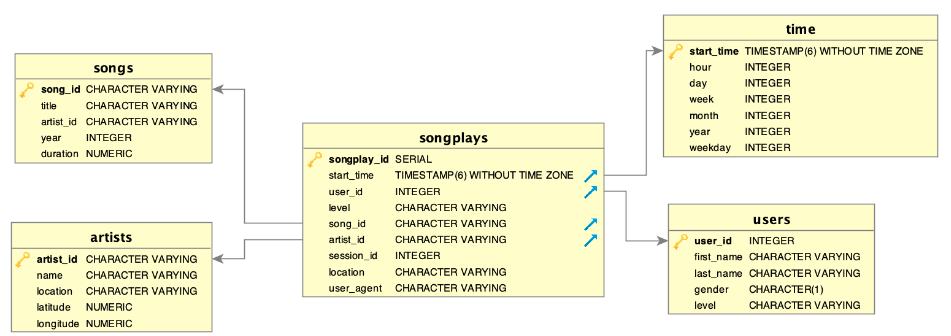 songs
song_id CHARACTER VARYING
title CHARACTER VARYING
artist_id CHARACTER VARYING
year INTEGER
duration NUMERIC
artists
artist_id CHARACTER VARYING
name CHARACTER VARYING
location CHARACTER VARYING
latitude NUMERIC
longitude NUMERIC
songplays
songplay_id SERIAL
start_time TIMESTAMP(6) WITHOUT TIME ZONE
user_id INTEGER
level CHARACTER VARYING
song_id CHARACTER VARYING
artist_id CHARACTER VARYING
session_id INTEGER
location CHARACTER VARYING
user_agent CHARACTER VARYING
time
start_time TIMESTAMP(6) WITHOUT TIME ZONE
hour INTEGER
day INTEGER
week INTEGER
month INTEGER
year INTEGER
weekday INTEGER
users
user_id INTEGER
first_name CHARACTER VARYING
last_name CHARACTER VARYING
gender CHARACTER(1)
level CHARACTER VARYING